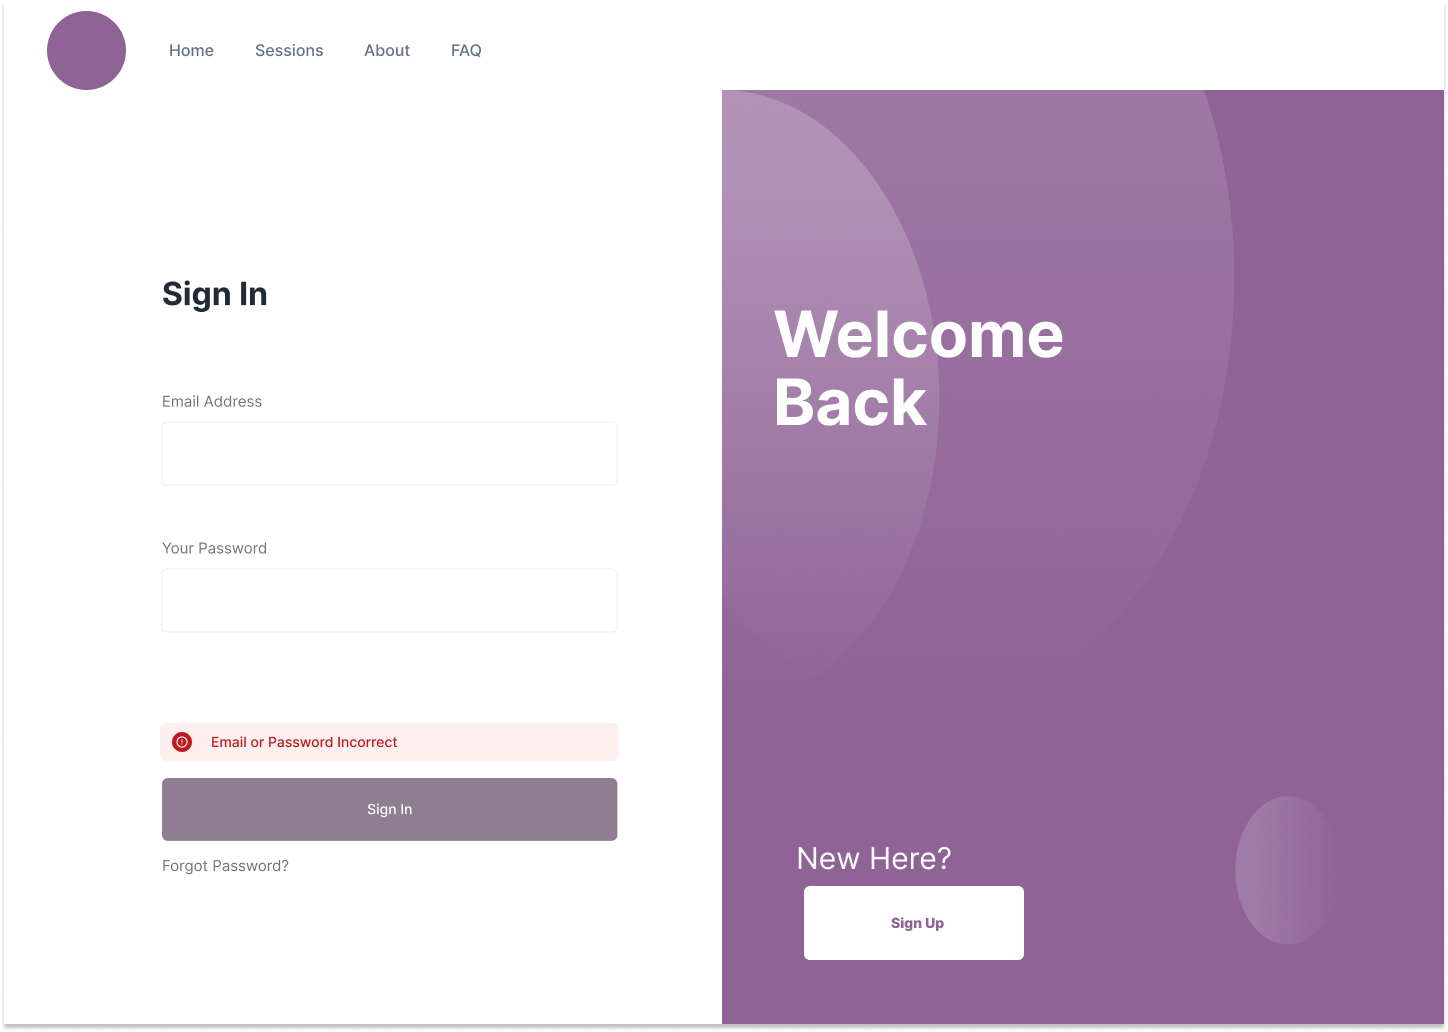 Home Sessions About FAQ
Sign In
Email Address
Your Password
Email or Password Incorrect
Sign In
Forgot Password?
Welcome
Back
New Here?
Sign Up